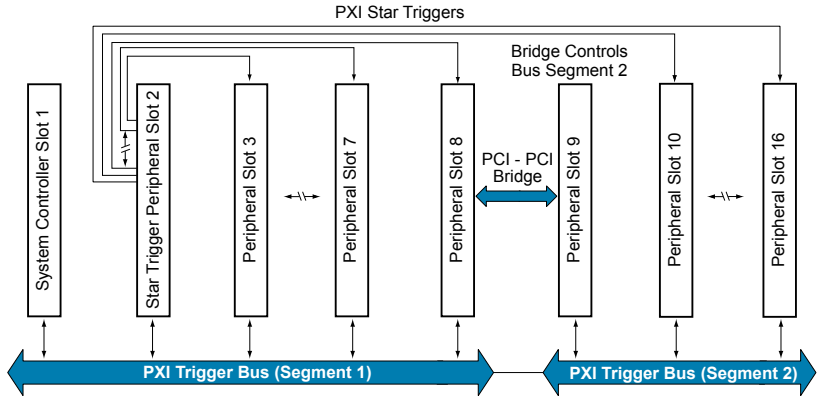 PXI Star Triggers
Bridge Controls
Bus Segment 2
System Controller Slot 1
Star Trigger Peripheral Slot 2
Peripheral Slot 3
Peripheral Slot 7
Peripheral Slot 8
PCI - PCI
Bridge
Peripheral Slot 9
Peripheral Slot 10
Peripheral Slot 16
PXI Trigger Bus (Segment 1)
PXI Trigger Bus (Segment 2)